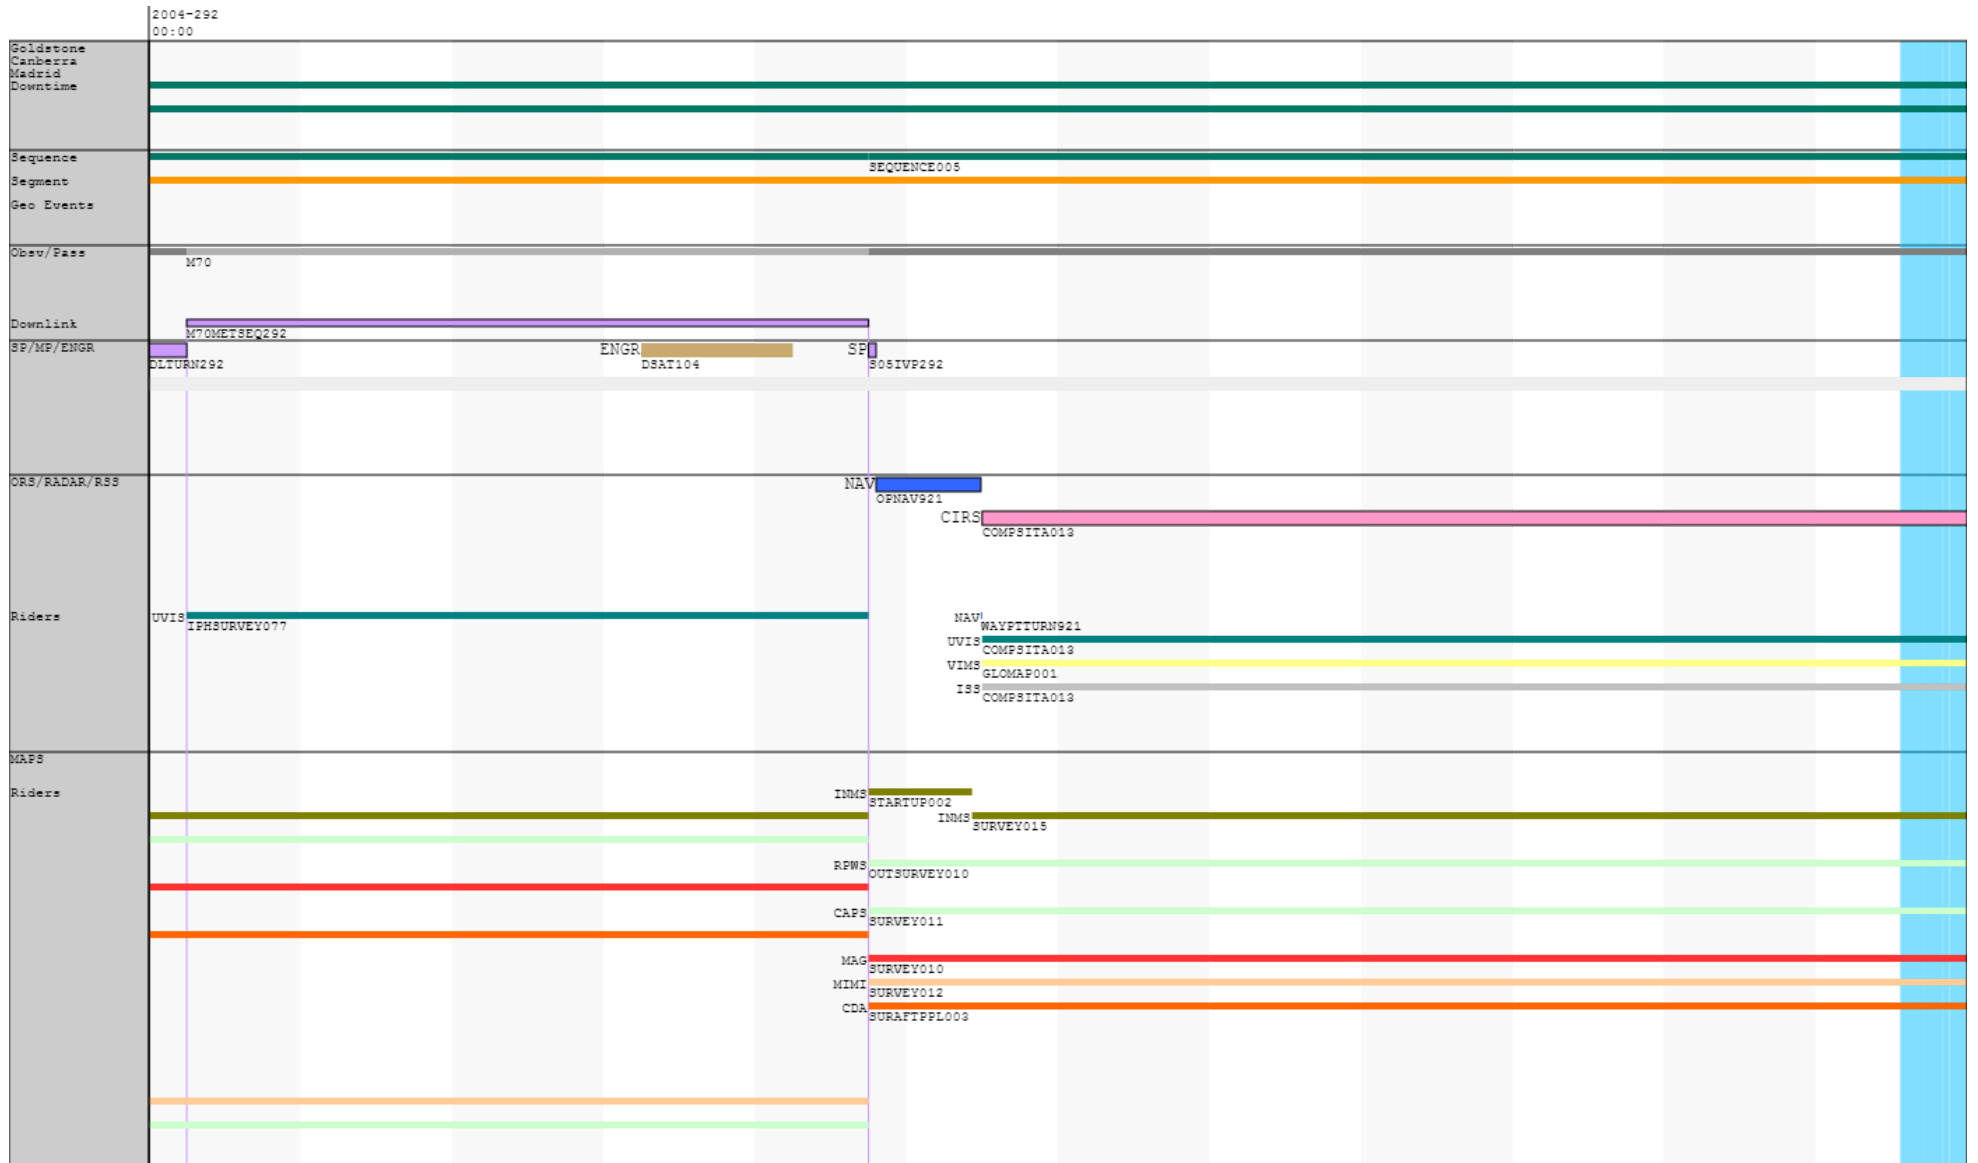 2004-292
00:00
Goldstone
Canberra
Madrid
Downtime
Sequence
SEQUENCE005
Segment
Geo Events
Obsv/Pass
M70
Downlink
M70METSEQ292
SP/MP/ENGR
ENGR
SP
DLTURN292
DSAT104
S05IVP292
ORS/RADAR/RSS
NAV
OPNAV921
CIRS
COMPSITA013
Riders
UVIS
IPHSURVEY077
NAV
WAYPTTURN921
UVIS
COMPSITA013
VIMS
GLOMAP001
ISS
COMPSITA013
MAPS
Riders
INMS
STARTUP002
INMS
SURVEY015
RPWS
OUTSURVEY010
CAPS
SURVEY011
MAG
SURVEY010
MIMI
SURVEY012
CDA
SURAFTPPL003